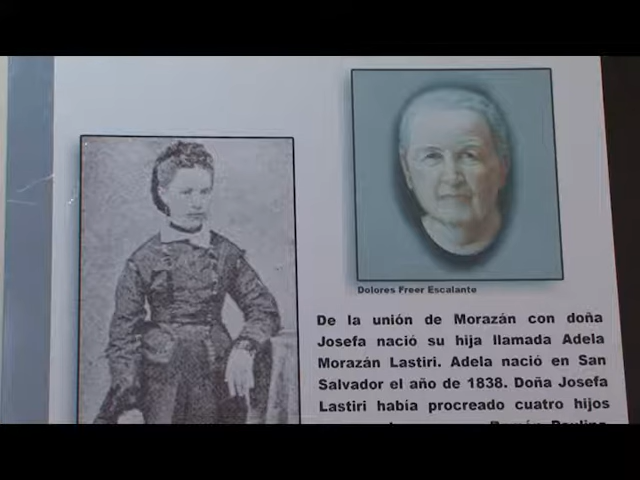 Dolores Freer Escalante
De la unión de Morazán con doña
Josefa nació su hija llamada Adela
Morazán Lastiri. Adela nació en San
Salvador el año de 1838. Doña Josefa
Lastiri había procreado cuatro hijos